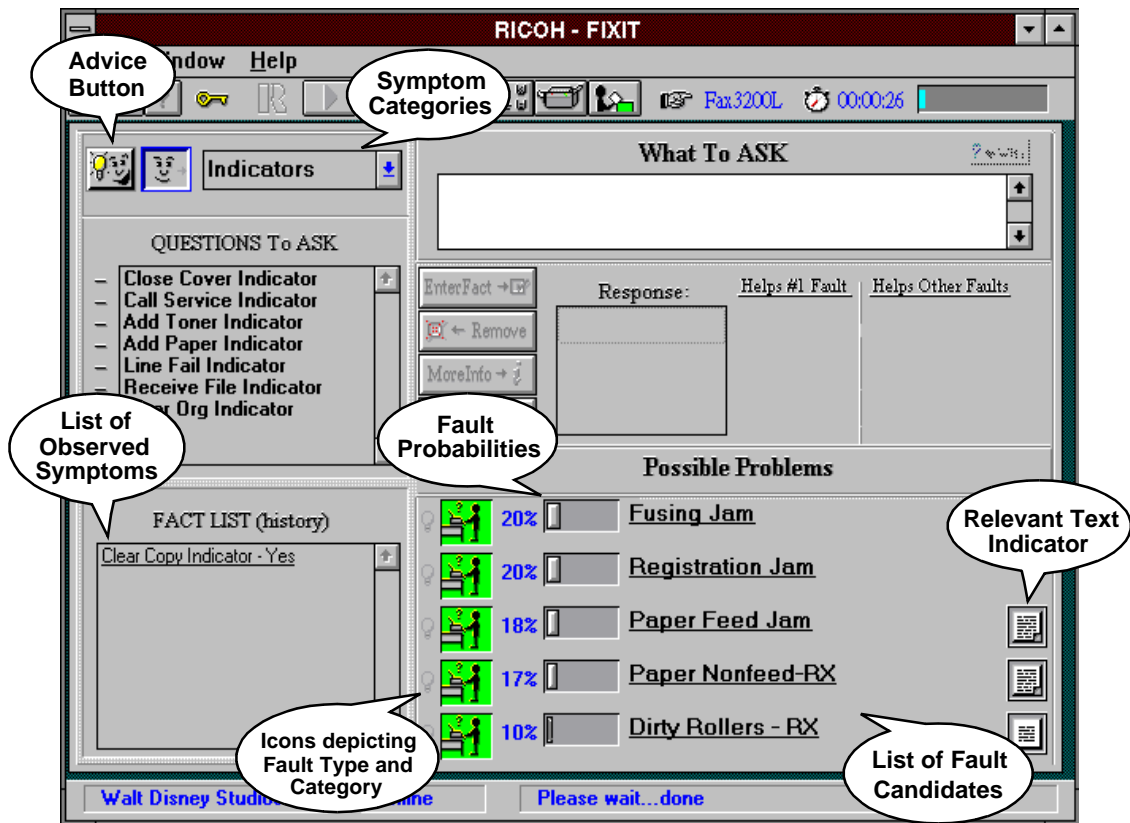 RICOH - FIXIT
Advice
Button
Window Help
Symptom
Categories
Fax3200L 00:00:26
Indicators
What To ASK
QUESTIONS To ASK
Close Cover Indicator
Call Service Indicator
Add Toner Indicator
Add Paper Indicator
Line Fail Indicator
Receive File Indicator
Org Indicator
EnterFact
Remove
MoreInfo
Response:
Helps #1 Fault
Helps Other Faults
List of
Observed
Symptoms
Fault
Probabilities
Possible Problems
FACT LIST (history)
Clear Copy Indicator - Yes
20% Fusing Jam
20% Registration Jam
18% Paper Feed Jam
17% Paper Nonfeed-RX
10% Dirty Rollers - RX
Relevant Text
Indicator
Icons depicting
Fault Type and
Category
List of Fault
Candidates
Walt Disney
Please wait...done